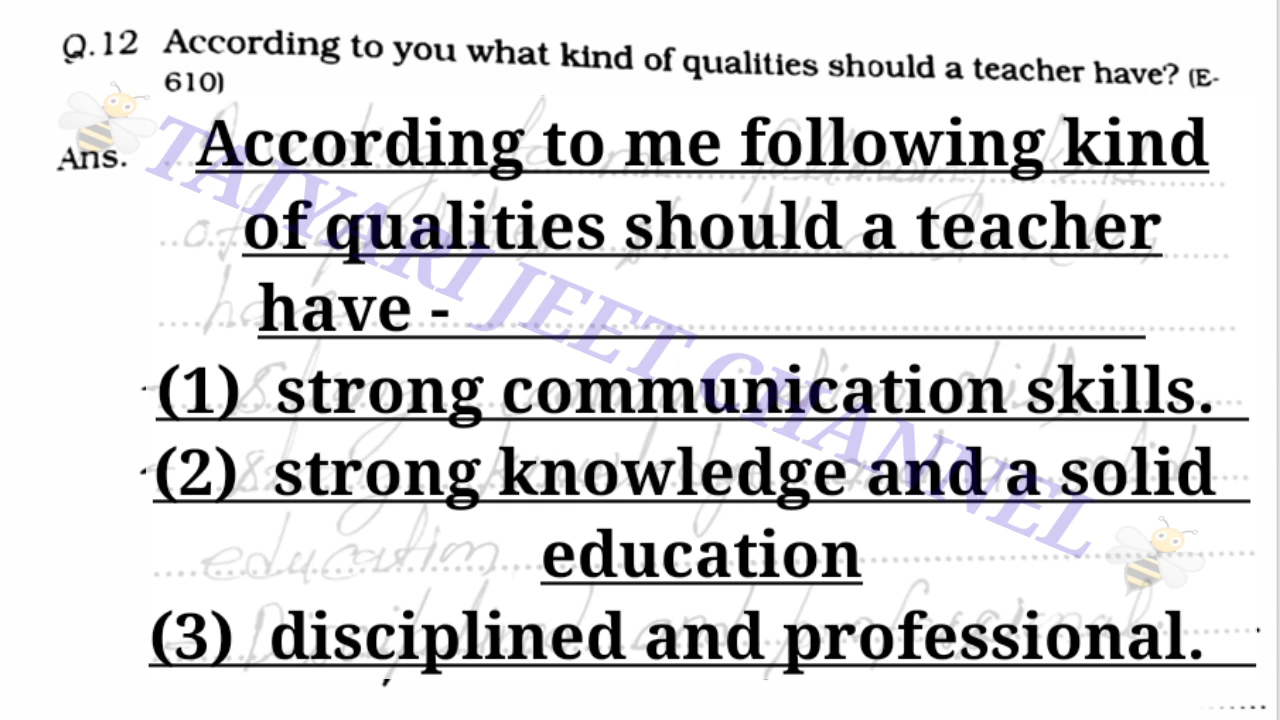 Q.12 According to you what kind of qualities should a teacher have? (E-
610)
Ans. According to me following kind
of qualities should a teacher
have -
(1) strong communication skills.
(2) strong knowledge and a solid
education
(3) disciplined and professional.
TAIYARI JEET CHANNEL